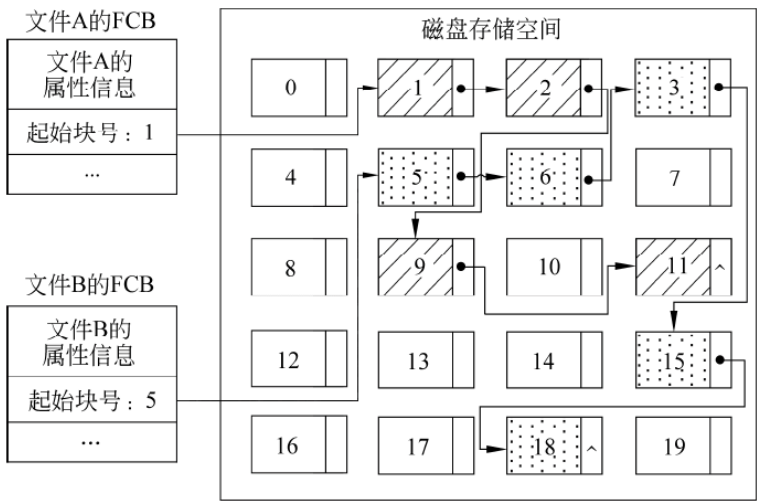 文件A的FCB
文件A的
属性信息
起始块号：1
…
文件B的FCB
文件B的
属性信息
起始块号：5
…
磁盘存储空间
0 1 2 3
4 5 6 7
8 9 10 11 ^
12 13 14 15
16 17 18 ^ 19